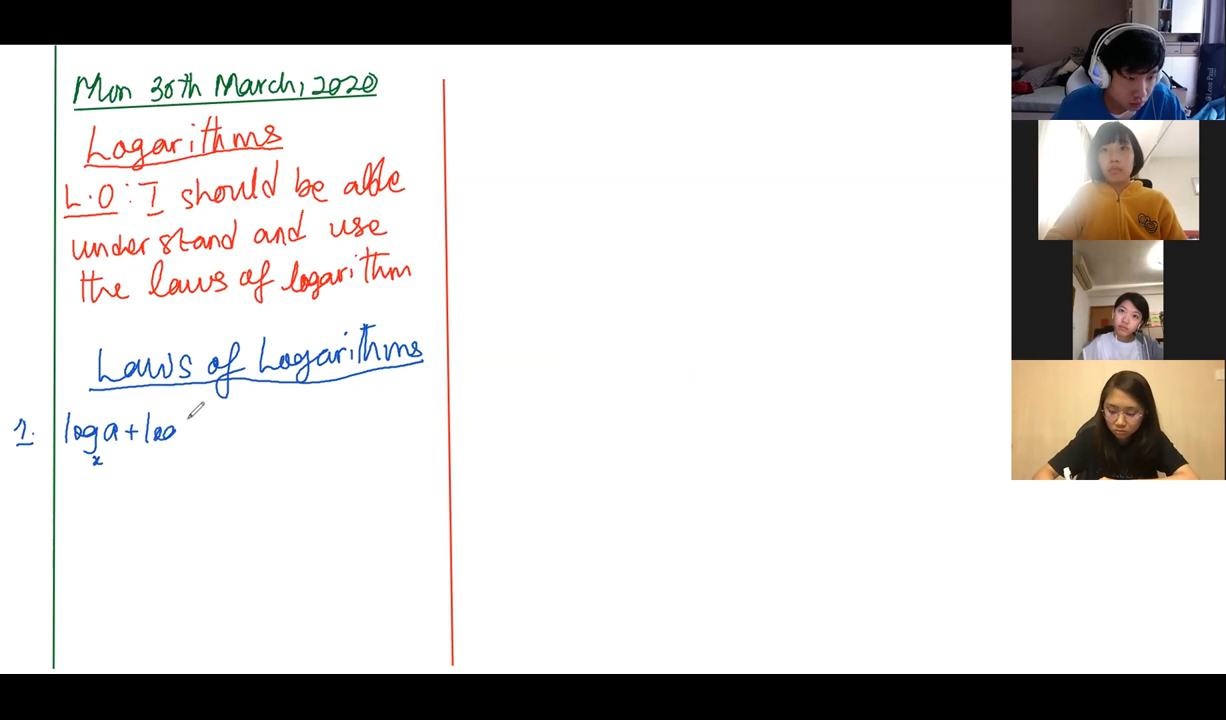 Mon 30th March, 2020
Logarithms
L.O: I should be able
understand and use
the laws of logarithm
Laws of Logarithms
1. logₓa + log